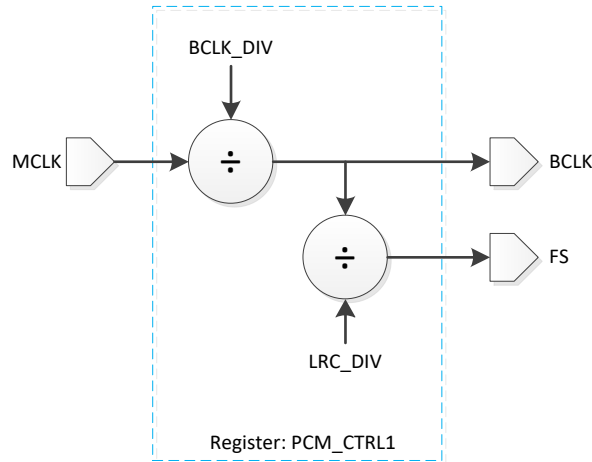 BCLK_DIV
MCLK
÷
BCLK
÷
FS
LRC_DIV
Register: PCM_CTRL1